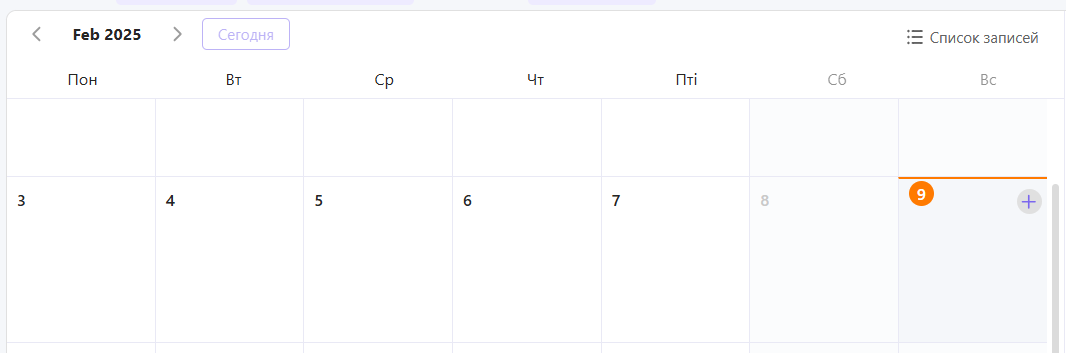 Feb 2025
Сегодня
Список записей
Пон Вт Ср Чт Пті Сб Вс
3 4 5 6 7 8 9